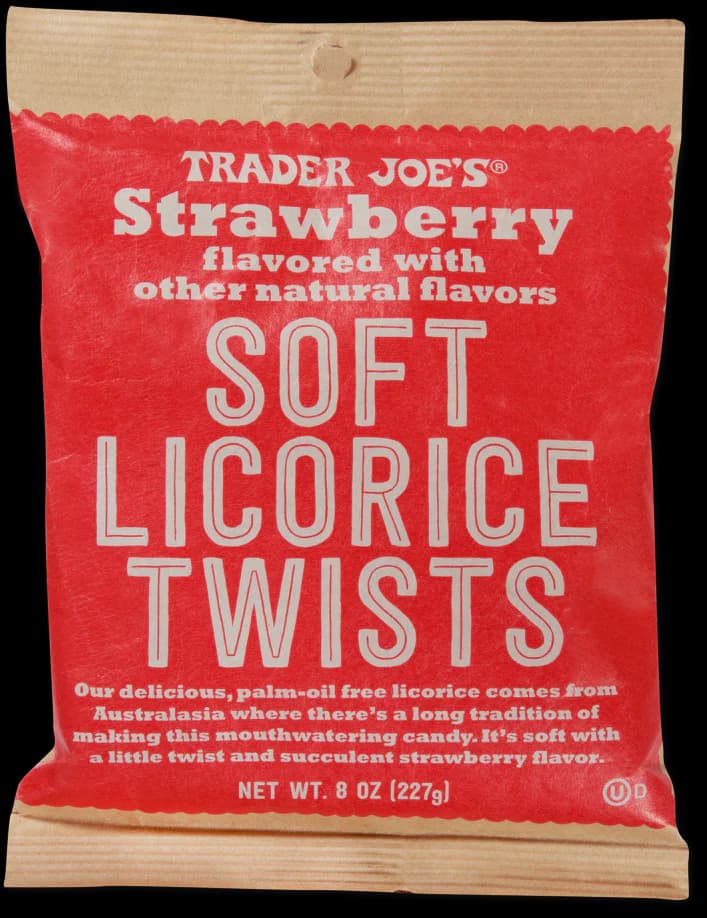 TRADER JOE'S®
Strawberry
flavored with
other natural flavors
SOFT
LICORICE
TWISTS
Our delicious, palm-oil free licorice comes from
Australasia where there's a long tradition of
making this mouthwatering candy. It's soft with
a little twist and succulent strawberry flavor.
NET WT. 8 OZ (227g)
U D